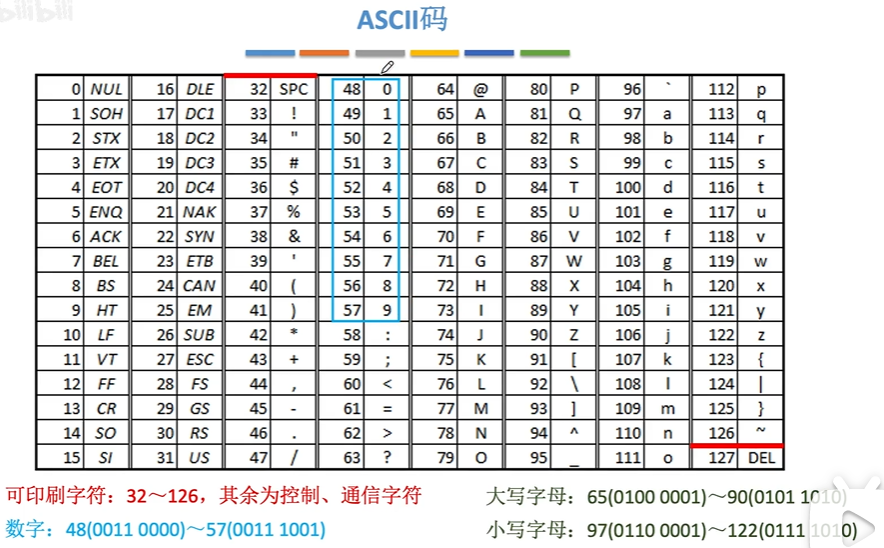 bilibili
ASCII码
0 NUL 16 DLE 32 SPC 48 0 64 @ 80 P 96 ` 112 p
1 SOH 17 DC1 33 ! 49 1 65 A 81 Q 97 a 113 q
2 STX 18 DC2 34 " 50 2 66 B 82 R 98 b 114 r
3 ETX 19 DC3 35 # 51 3 67 C 83 S 99 c 115 s
4 EOT 20 DC4 36 $ 52 4 68 D 84 T 100 d 116 t
5 ENQ 21 NAK 37 % 53 5 69 E 85 U 101 e 117 u
6 ACK 22 SYN 38 & 54 6 70 F 86 V 102 f 118 v
7 BEL 23 ETB 39 ' 55 7 71 G 87 W 103 g 119 w
8 BS 24 CAN 40 ( 56 8 72 H 88 X 104 h 120 x
9 HT 25 EM 41 ) 57 9 73 I 89 Y 105 i 121 y
10 LF 26 SUB 42 * 58 : 74 J 90 Z 106 j 122 z
11 VT 27 ESC 43 + 59 ; 75 K 91 [ 107 k 123 {
12 FF 28 FS 44 , 60 < 76 L 92 \ 108 l 124 |
13 CR 29 GS 45 - 61 = 77 M 93 ] 109 m 125 }
14 SO 30 RS 46 . 62 > 78 N 94 ^ 110 n 126 ~
15 SI 31 US 47 / 63 ? 79 O 95 _ 111 o 127 DEL
可印刷字符：32～126，其余为控制、通信字符
大写字母：65(0100 0001)～90(0101 1010)
数字：48(0011 0000)～57(0011 1001)
小写字母：97(0110 0001)～122(0111 1010)